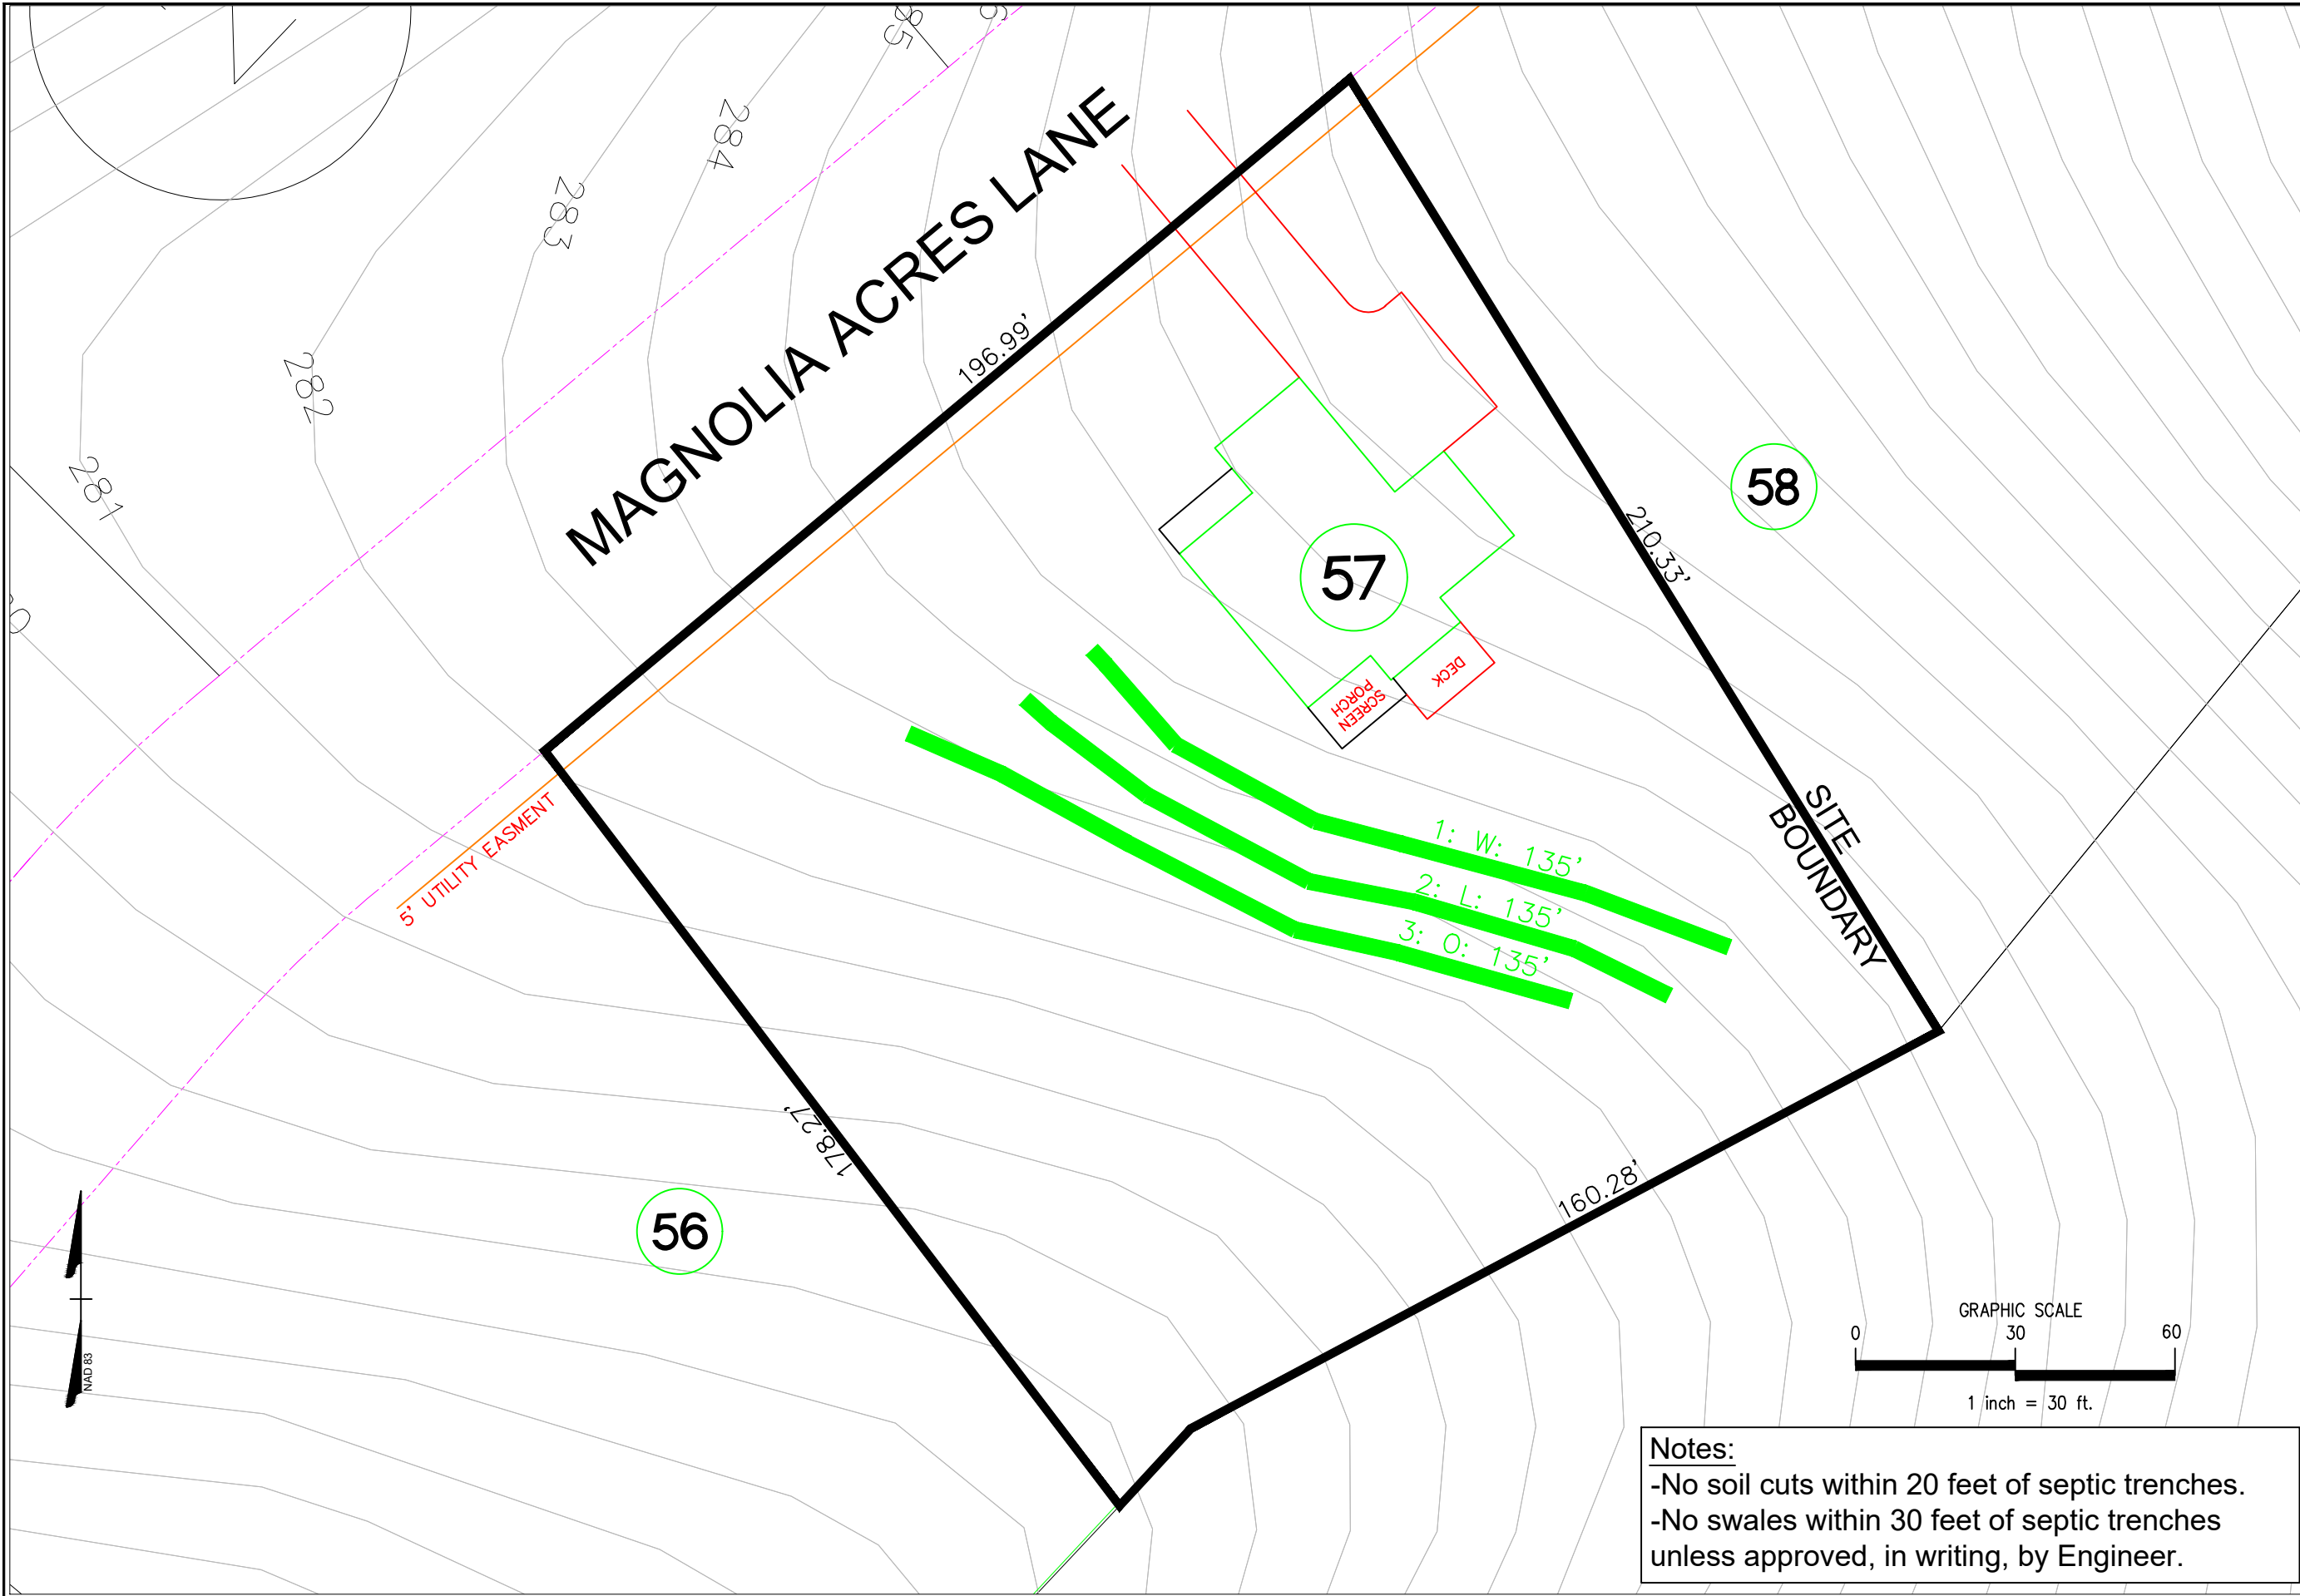 285
284
283
282
281
MAGNOLIA ACRES LANE
196.99'
58
57
210.33'
DECK
SCREEN
PORCH
5' UTILITY EASMENT
SITE
BOUNDARY
1: W: 135'
2: L: 135'
3: O: 135'
178.27'
160.28'
56
NAD 83
GRAPHIC SCALE
0 30 60
1 inch = 30 ft.
Notes:
-No soil cuts within 20 feet of septic trenches.
-No swales within 30 feet of septic trenches
unless approved, in writing, by Engineer.